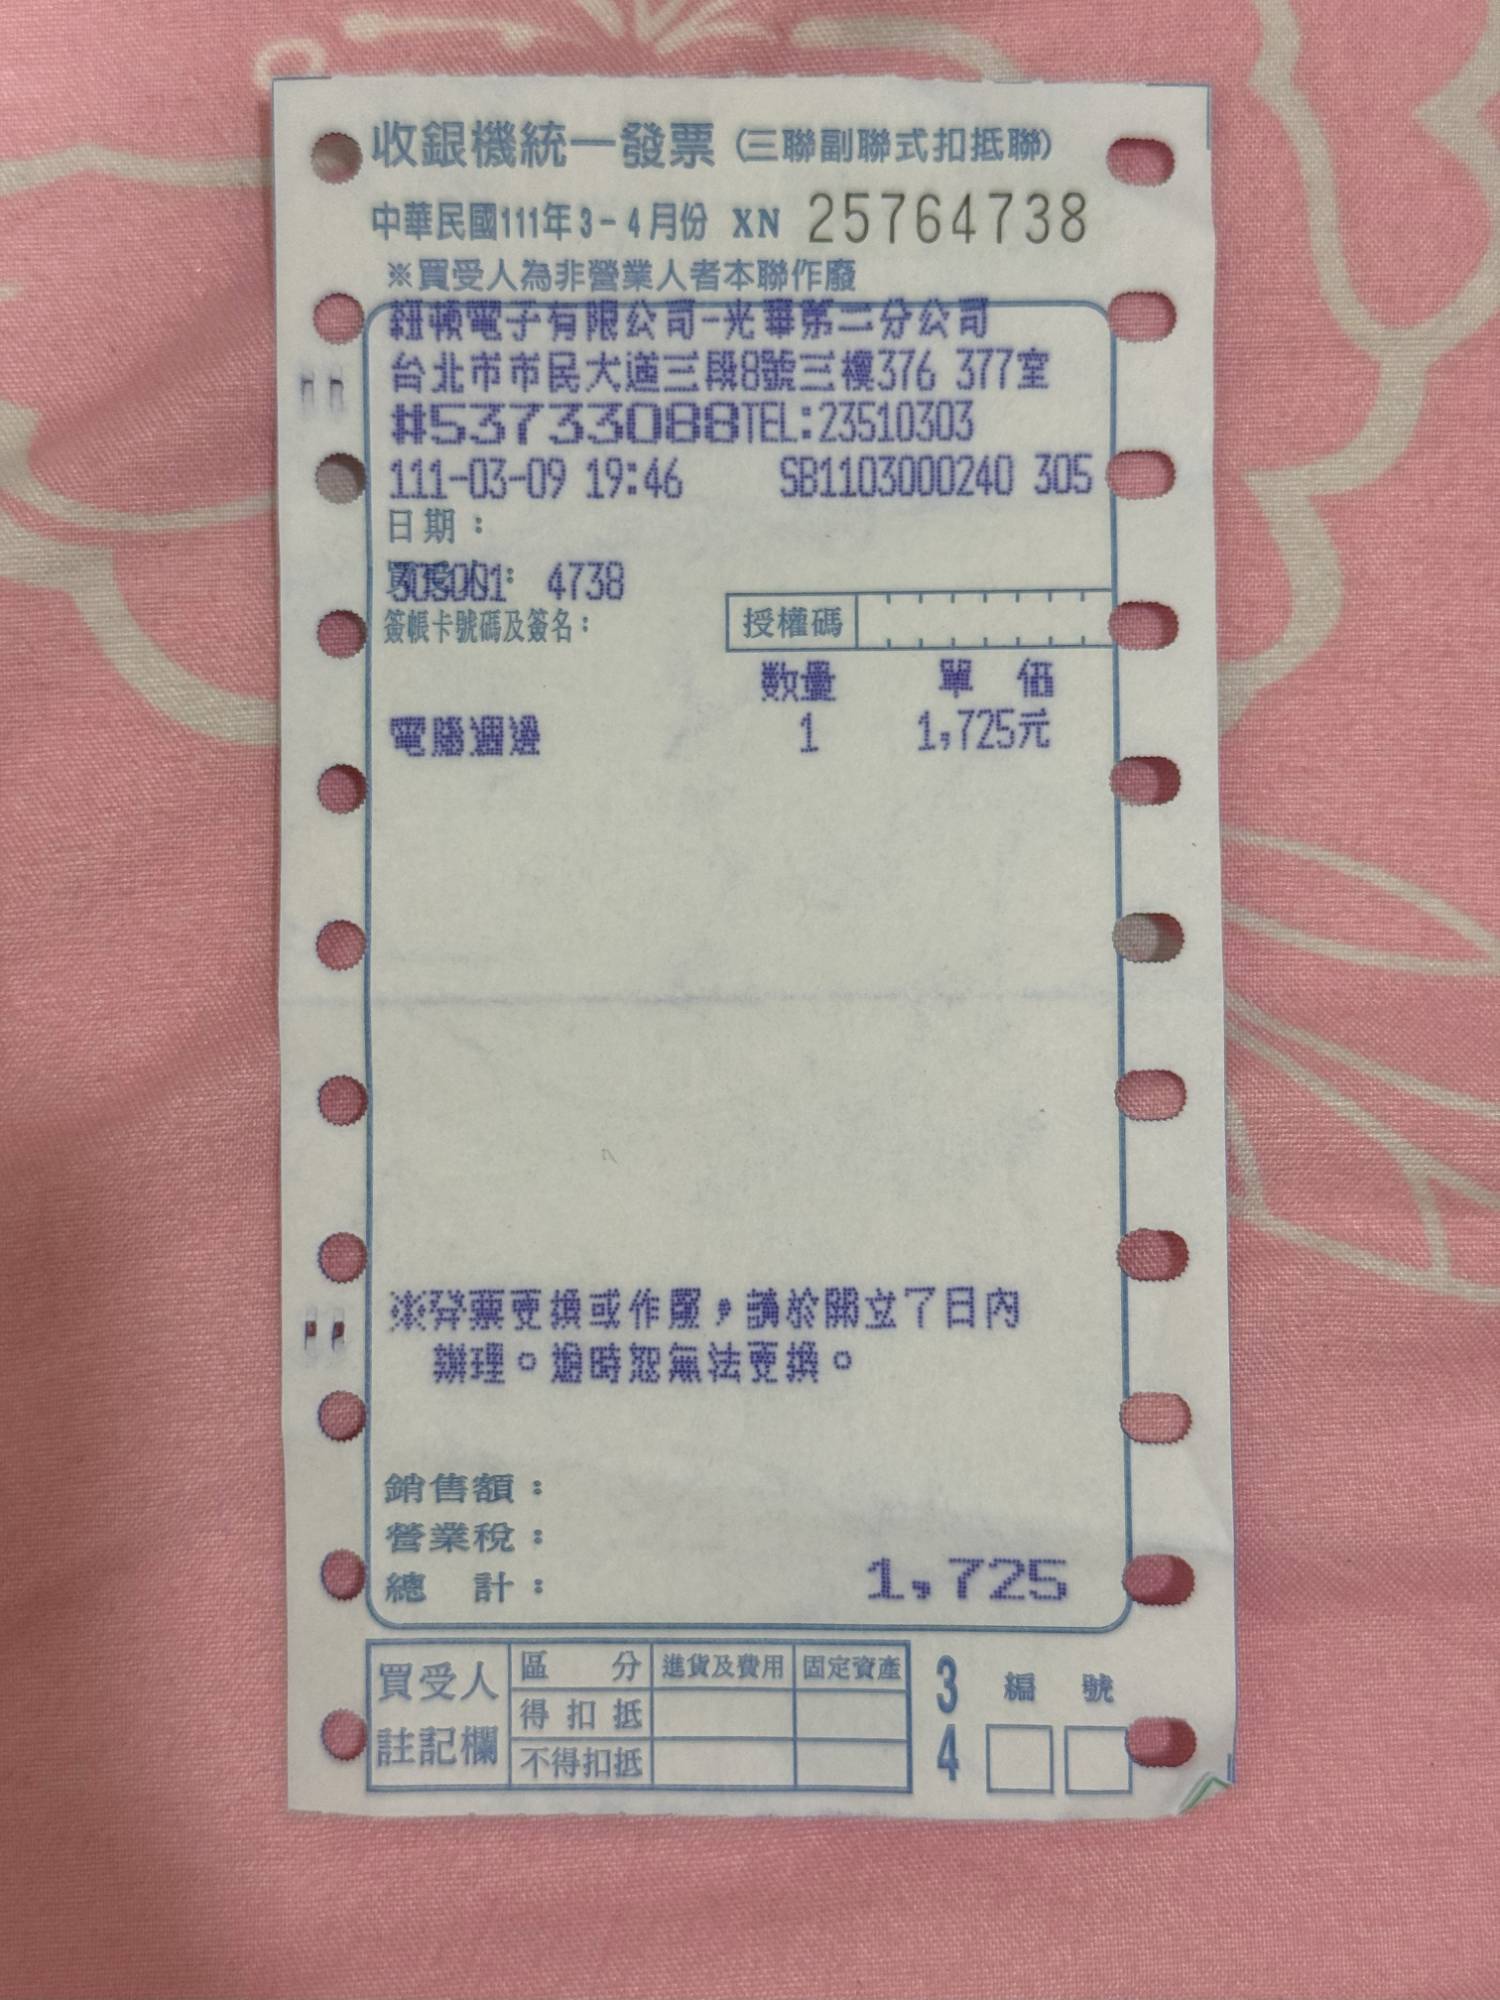 收銀機統一發票(三聯副聯式扣抵聯)
中華民國111年3-4月份 XN 25764738
※買受人為非營業人者本聯作廢
紐頓電子有限公司-光華第二分公司
台北市市民大道三段8號三樓376 377室
#53733088TEL:23510303
111-03-09 19:46 SB1103000240 305
日期:
4738
簽帳卡號碼及簽名: 授權碼
数量 單 価
電腦週邊 1 1,725元
※發票更換或作廢,請於開立7日內
辦理。逾時恕無法更換。
銷售額:
營業稅:
總 計: 1,725
買受人註記欄 區 分 進貨及費用 固定資產
得 扣 抵
不得扣抵
3 4 編 號